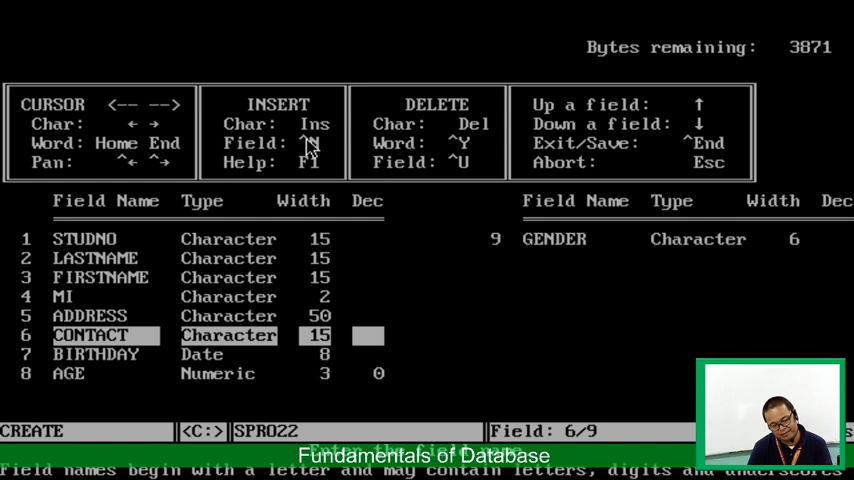 Bytes remaining: 3871
CURSOR <-- --> INSERT DELETE Up a field: ↑
Char: ← → Char: Ins Char: Del Down a field: ↓
Word: Home End Field: ^N Word: ^Y Exit/Save: ^End
Pan: ^← ^→ Help: F1 Field: ^U Abort: Esc
Field Name Type Width Dec Field Name Type Width Dec
1 STUDNO Character 15 9 GENDER Character 6
2 LASTNAME Character 15
3 FIRSTNAME Character 15
4 MI Character 2
5 ADDRESS Character 50
6 CONTACT Character 15
7 BIRTHDAY Date 8
8 AGE Numeric 3 0
CREATE <C:> SPRO22 Field: 6/9
Enter the field name.
Fundamentals of Database
Field names begin with a letter and may contain letters, digits and underscores